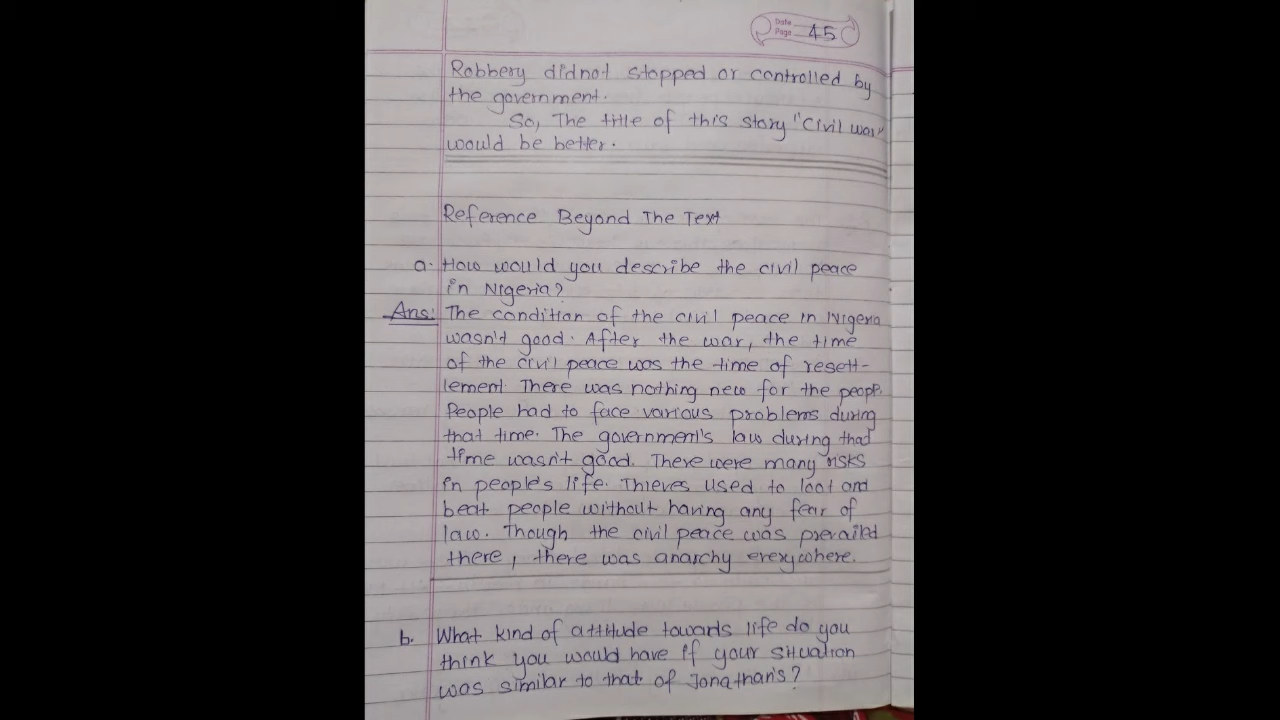 Date
Page 45
Robbery didnot stopped or controlled by
the government.
So, The title of this story "Civil war"
would be better.
Reference Beyond The Text
a. How would you describe the civil peace
in Nigeria?
Ans: The condition of the civil peace in Nigeria
wasn't good. After the war, the time
of the civil peace was the time of resett-
lement. There was nothing new for the people.
People had to face various problems during
that time. The government's law during that
time wasn't good. There were many risks
in people's life. Thieves used to loot and
beat people without having any fear of
law. Though the civil peace was prevailed
there, there was anarchy everywhere.
b. What kind of attitude towards life do you
think you would have if your situation
was similar to that of Jonathan's?